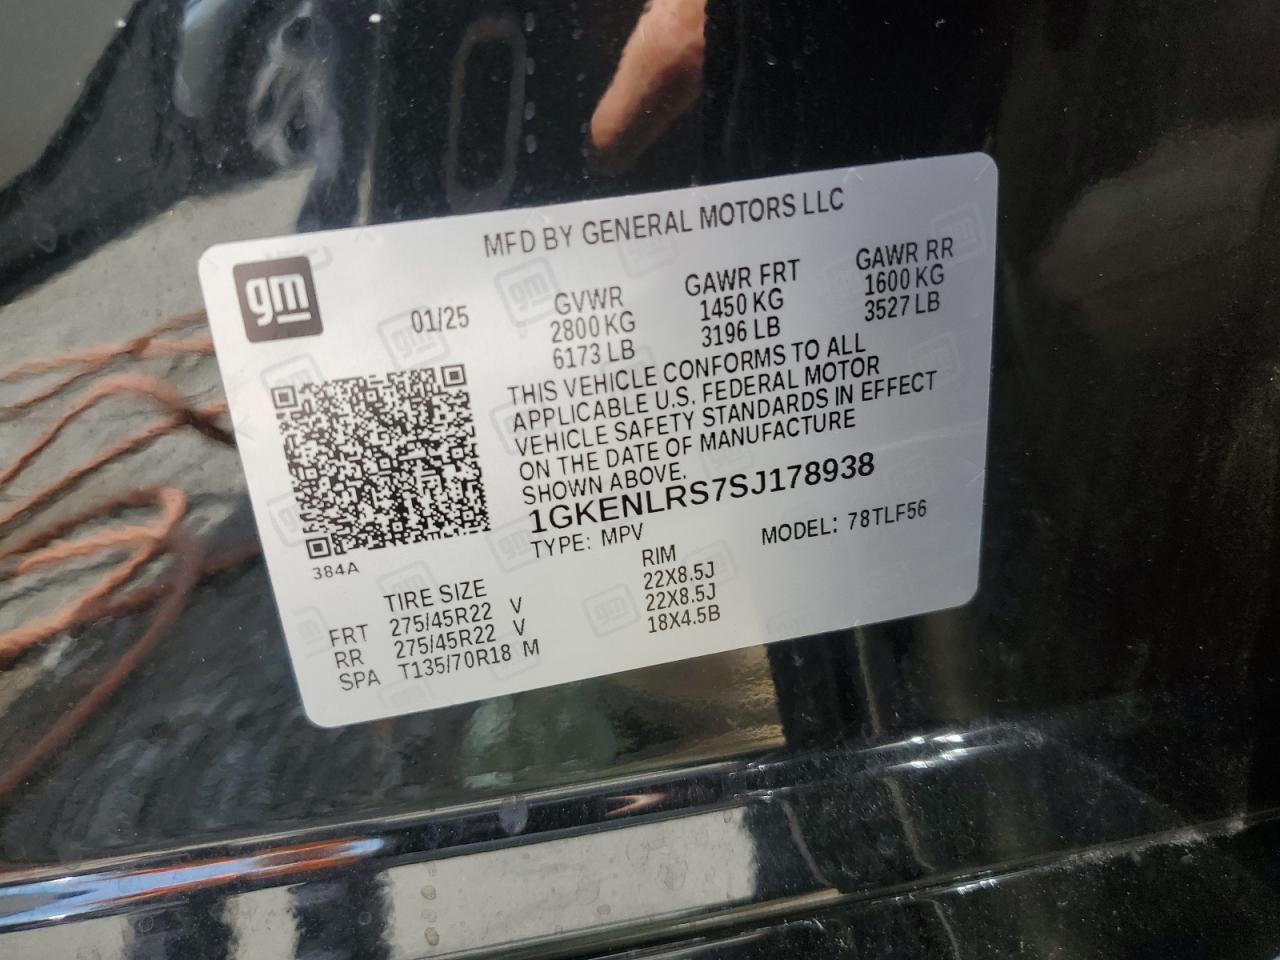 MFD BY GENERAL MOTORS LLC
gm
01/25
GVWR
2800 KG
6173 LB
GAWR FRT
1450 KG
3196 LB
GAWR RR
1600 KG
3527 LB
THIS VEHICLE CONFORMS TO ALL
APPLICABLE U.S. FEDERAL MOTOR
VEHICLE SAFETY STANDARDS IN EFFECT
ON THE DATE OF MANUFACTURE
SHOWN ABOVE.
1GKENLRS7SJ178938
TYPE: MPV
MODEL: 78TLF56
384A
TIRE SIZE
RIM
FRT 275/45R22 V 22X8.5J
RR 275/45R22 V 22X8.5J
SPA T135/70R18 M 18X4.5B